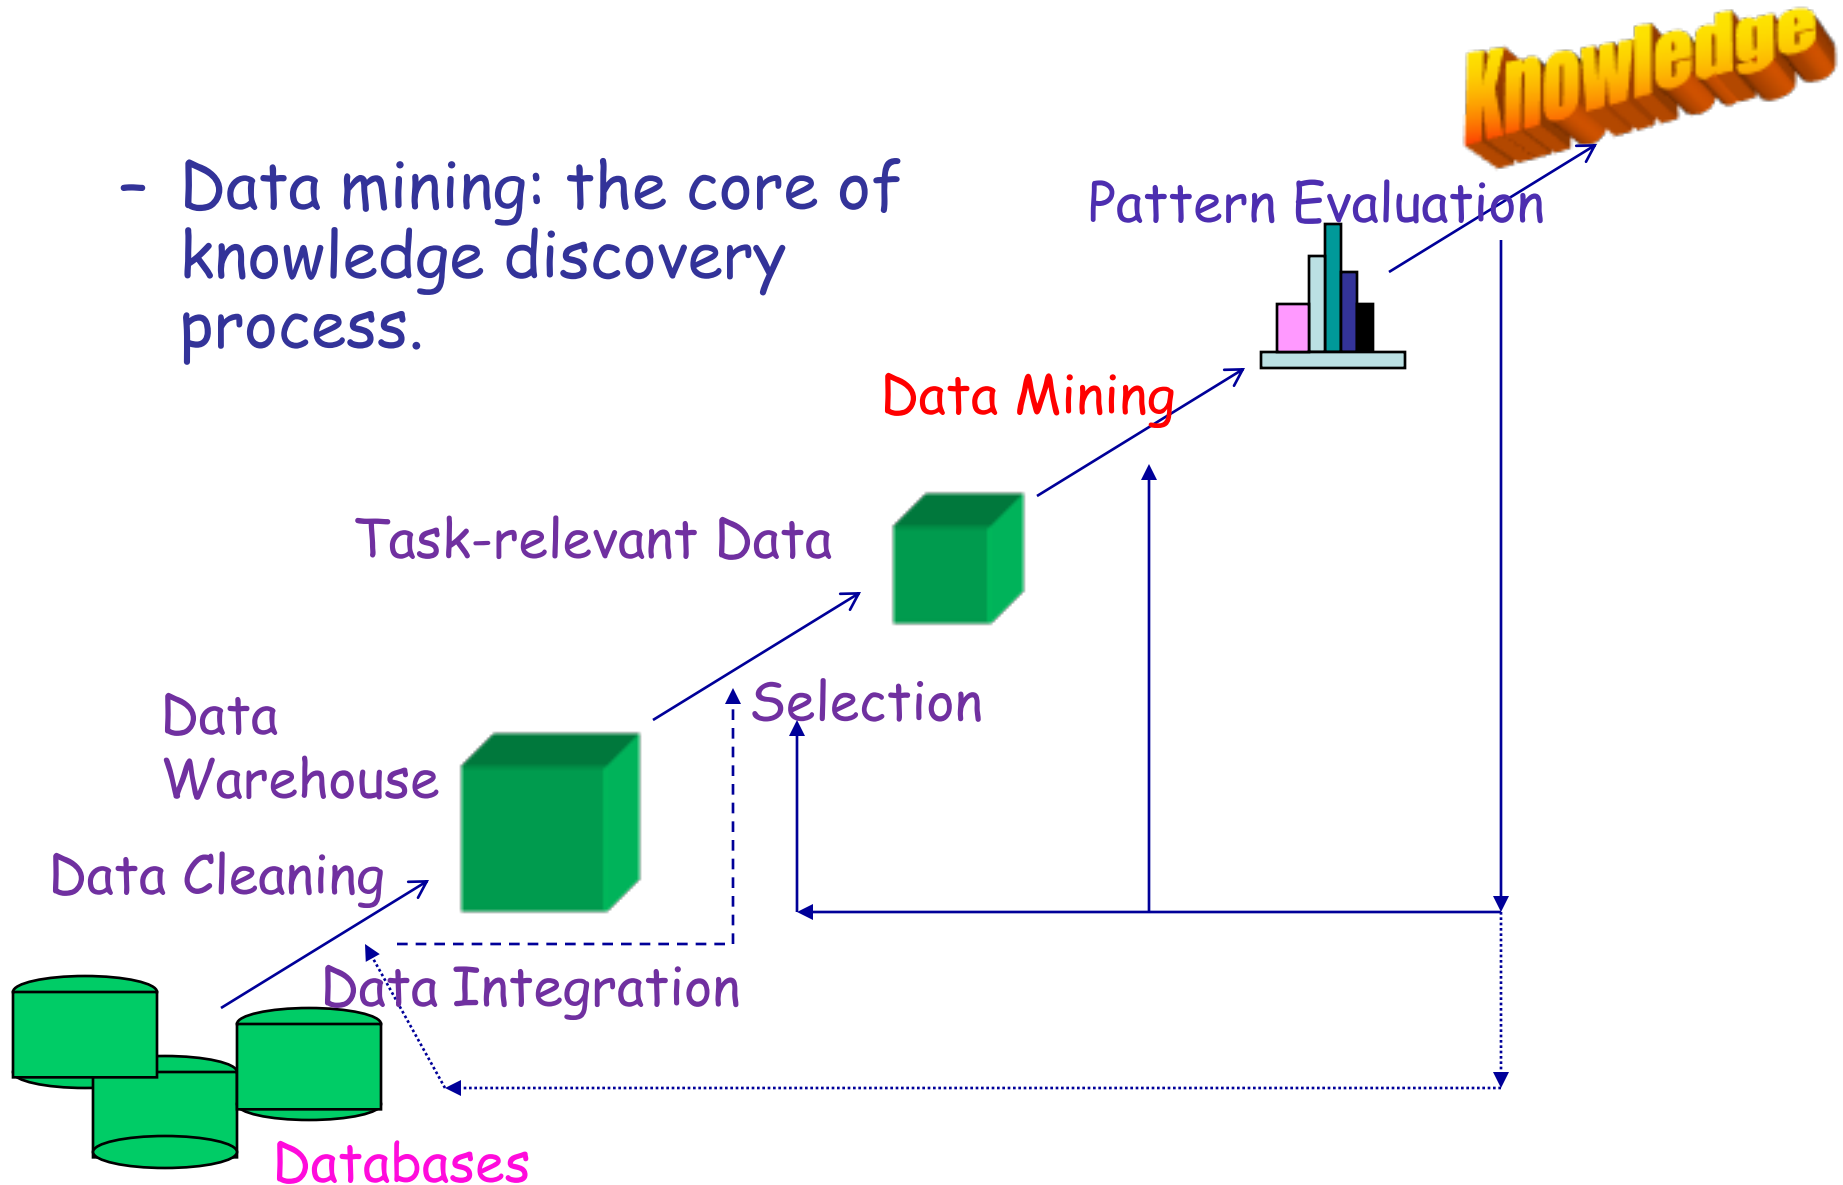 Knowledge
– Data mining: the core of
knowledge discovery
process.
Pattern Evaluation
Data Mining
Task-relevant Data
Selection
Data
Warehouse
Data Cleaning
Data Integration
Databases